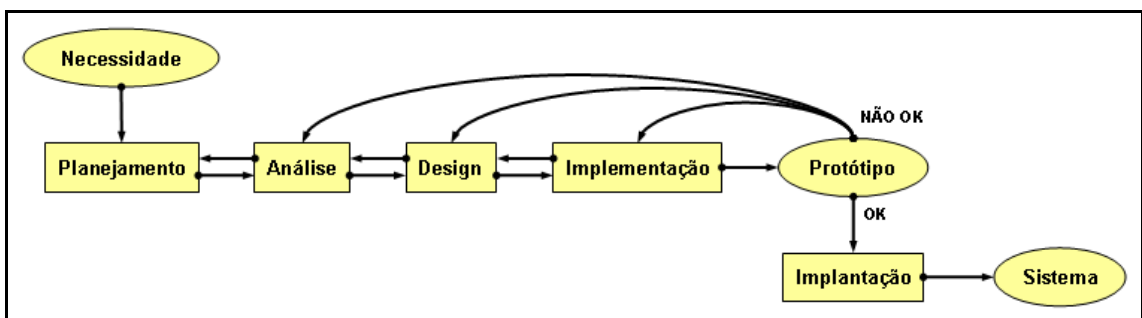 Necessidade
NÃO OK
Planejamento
Análise
Design
Implementação
Protótipo
OK
Implantação
Sistema